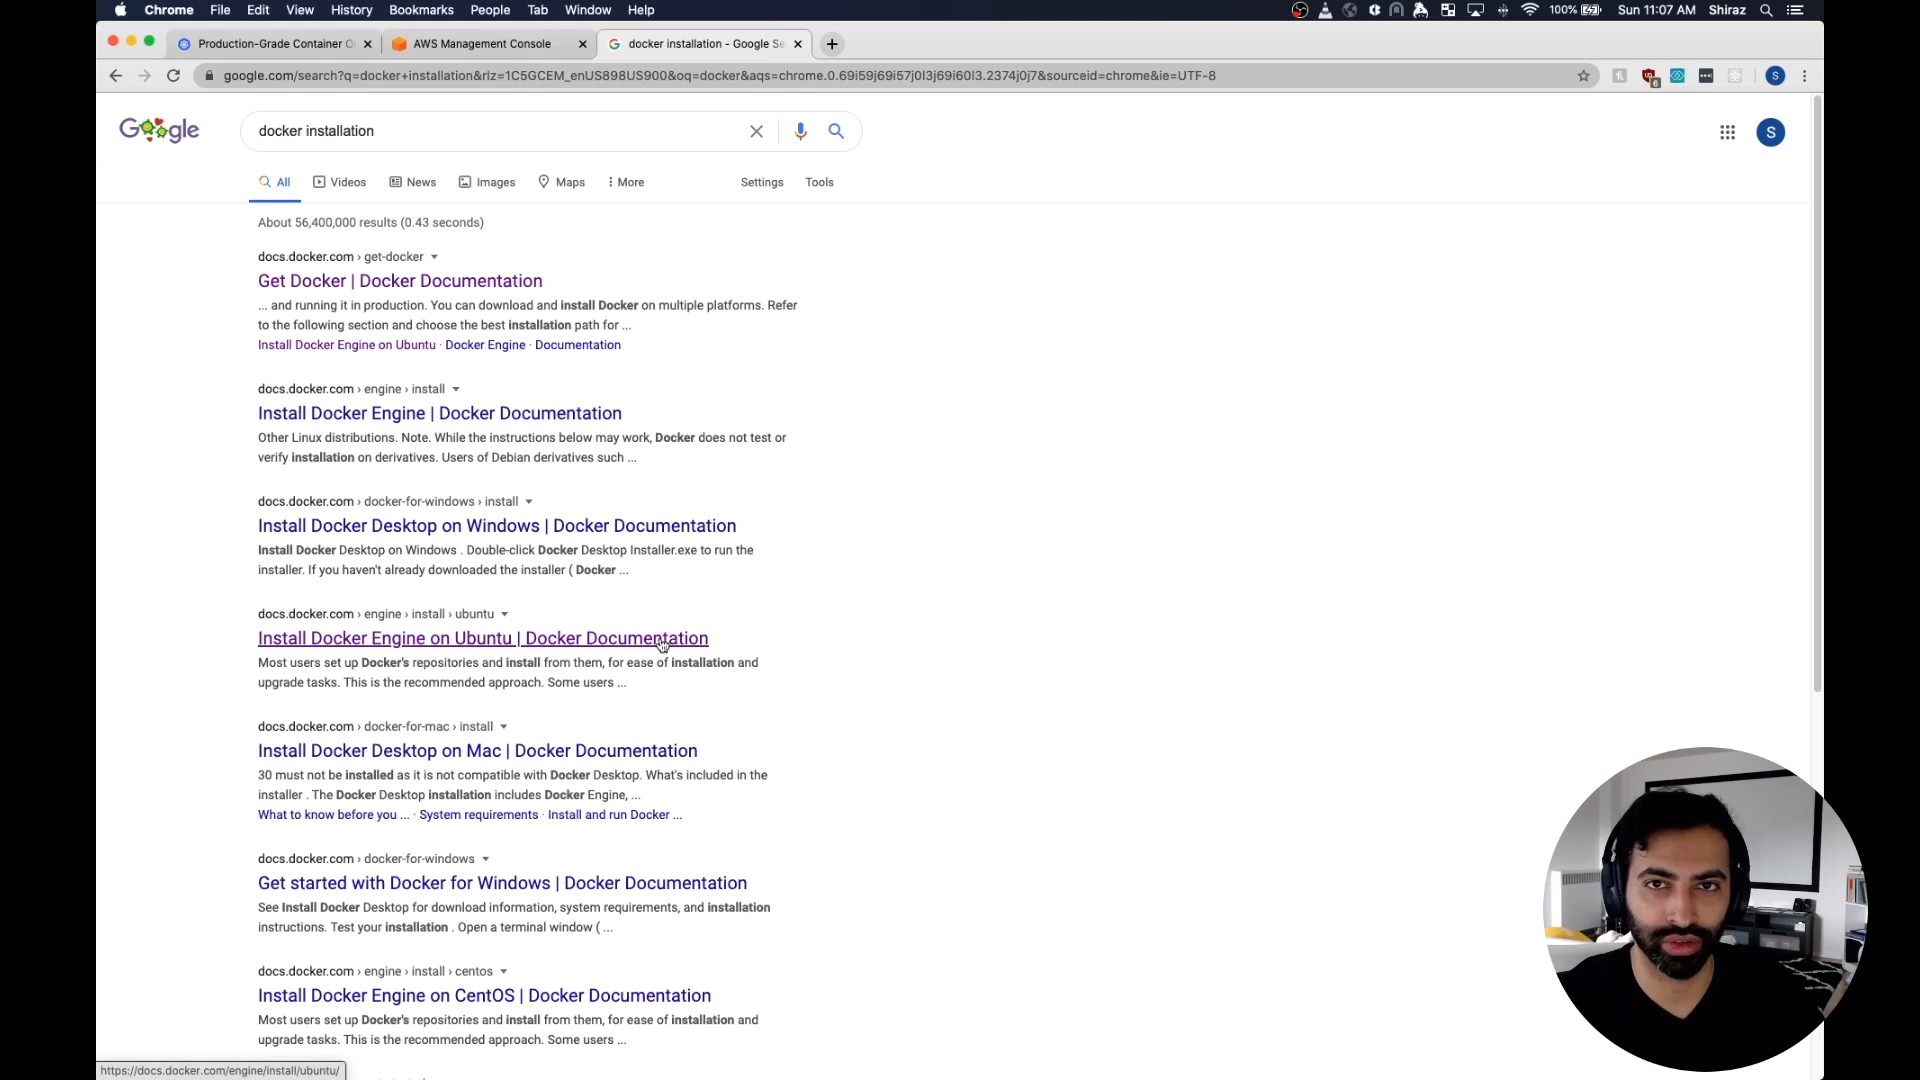 Chrome File Edit View History Bookmarks People Tab Window Help 100% Sun 11:07 AM Shiraz
Production-Grade Container O AWS Management Console docker installation - Google Se
google.com/search?q=docker+installation&rlz=1C5GCEM_enUS898US900&oq=docker&aqs=chrome.0.69i59j69i57j0l3j69i60l3.2374j0j7&sourceid=chrome&ie=UTF-8 6 S
Google docker installation S
All Videos News Images Maps More Settings Tools
About 56,400,000 results (0.43 seconds)
docs.docker.com › get-docker
Get Docker | Docker Documentation
... and running it in production. You can download and install Docker on multiple platforms. Refer
to the following section and choose the best installation path for ...
Install Docker Engine on Ubuntu · Docker Engine · Documentation
docs.docker.com › engine › install
Install Docker Engine | Docker Documentation
Other Linux distributions. Note. While the instructions below may work, Docker does not test or
verify installation on derivatives. Users of Debian derivatives such ...
docs.docker.com › docker-for-windows › install
Install Docker Desktop on Windows | Docker Documentation
Install Docker Desktop on Windows . Double-click Docker Desktop Installer.exe to run the
installer. If you haven't already downloaded the installer ( Docker ...
docs.docker.com › engine › install › ubuntu
Install Docker Engine on Ubuntu | Docker Documentation
Most users set up Docker's repositories and install from them, for ease of installation and
upgrade tasks. This is the recommended approach. Some users ...
docs.docker.com › docker-for-mac › install
Install Docker Desktop on Mac | Docker Documentation
30 must not be installed as it is not compatible with Docker Desktop. What's included in the
installer . The Docker Desktop installation includes Docker Engine, ...
What to know before you ... · System requirements · Install and run Docker ...
docs.docker.com › docker-for-windows
Get started with Docker for Windows | Docker Documentation
See Install Docker Desktop for download information, system requirements, and installation
instructions. Test your installation . Open a terminal window ( ...
docs.docker.com › engine › install › centos
Install Docker Engine on CentOS | Docker Documentation
Most users set up Docker's repositories and install from them, for ease of installation and
upgrade tasks. This is the recommended approach. Some users ...
https://docs.docker.com/engine/install/ubuntu/